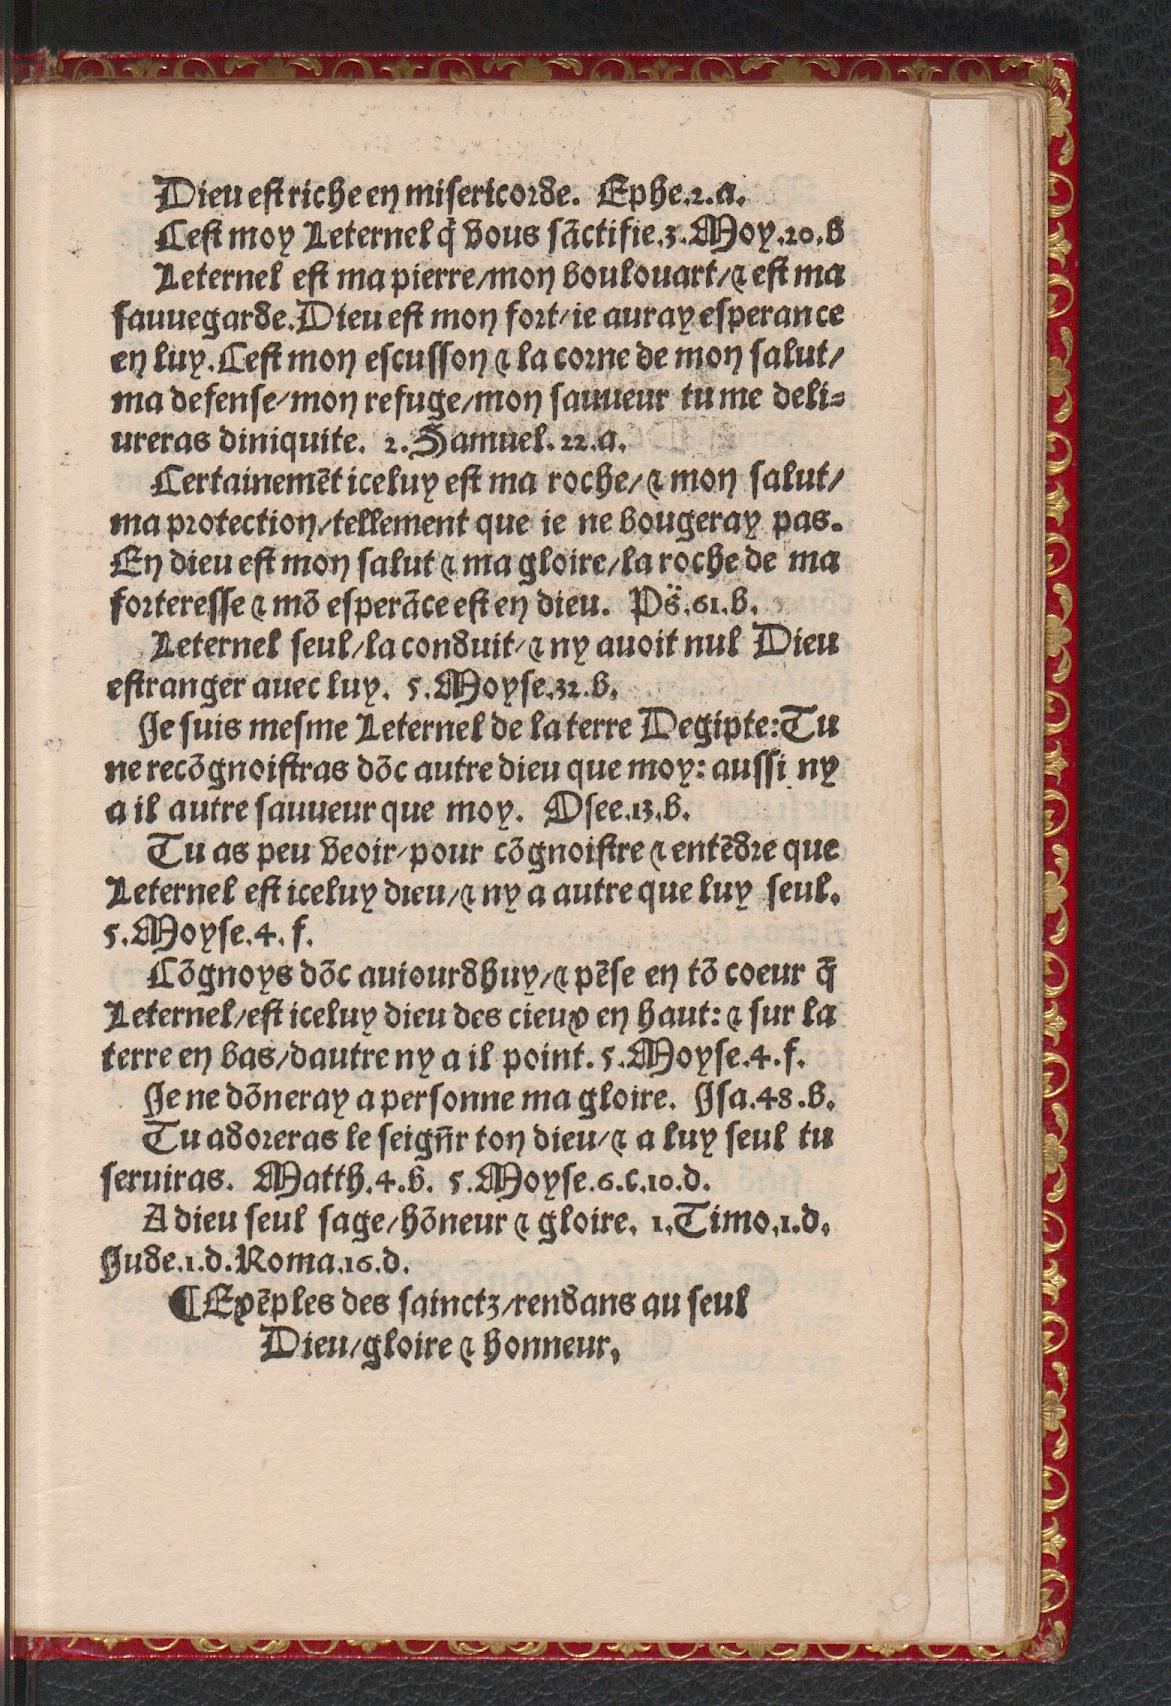 Dieu est riche en misericorde. Ephe.2.a.
Cest moy Leternel q̃ vous sãctifie.3.Moy.20.b
Leternel est ma pierre/mon boulouart/⁊ est ma
sauuegarde.Dieu est mon fort/ie auray esperance
en luy.Cest mon escusson ⁊ la corne de mon salut/
ma defense/mon refuge/mon sauueur tu me deli-
ureras diniquite. 2.Samuel.22.a.
Certainemẽt iceluy est ma roche/⁊ mon salut/
ma protection/tellement que ie ne bougeray pas.
En dieu est mon salut ⁊ ma gloire/la roche de ma
forteresse ⁊ mõ esperãce est en dieu. Ps̈.61.b.
Leternel seul/la conduit/⁊ ny auoit nul Dieu
estranger auec luy. 5.Moyse.32.b.
Je suis mesme Leternel de la terre Degipte:Tu
ne recõgnoistras dõc autre dieu que moy: aussi ny
a il autre sauueur que moy. Osee.13.b.
Tu as peu veoir/pour cõgnoistre ⁊ entẽdre que
Leternel est iceluy dieu/⁊ ny a autre que luy seul.
5.Moyse.4.f.
Cõgnoys dõc auiourdhuy/⁊ pẽse en tõ coeur q̃
Leternel/est iceluy dieu des cieux en haut: ⁊ sur la
terre en bas/dautre ny a il point. 5.Moyse.4.f.
Je ne dõneray a personne ma gloire. Isa.48.b.
Tu adoreras le seigñr ton dieu/⁊ a luy seul tu
seruiras. Matth.4.b. 5.Moyse.6.c.10.d.
A dieu seul sage/hõneur ⁊ gloire. 1.Timo.1.d.
Jude.1.d.Roma.16.d.
¶Exẽples des sainctz/rendans au seul
Dieu/gloire ⁊ honneur,